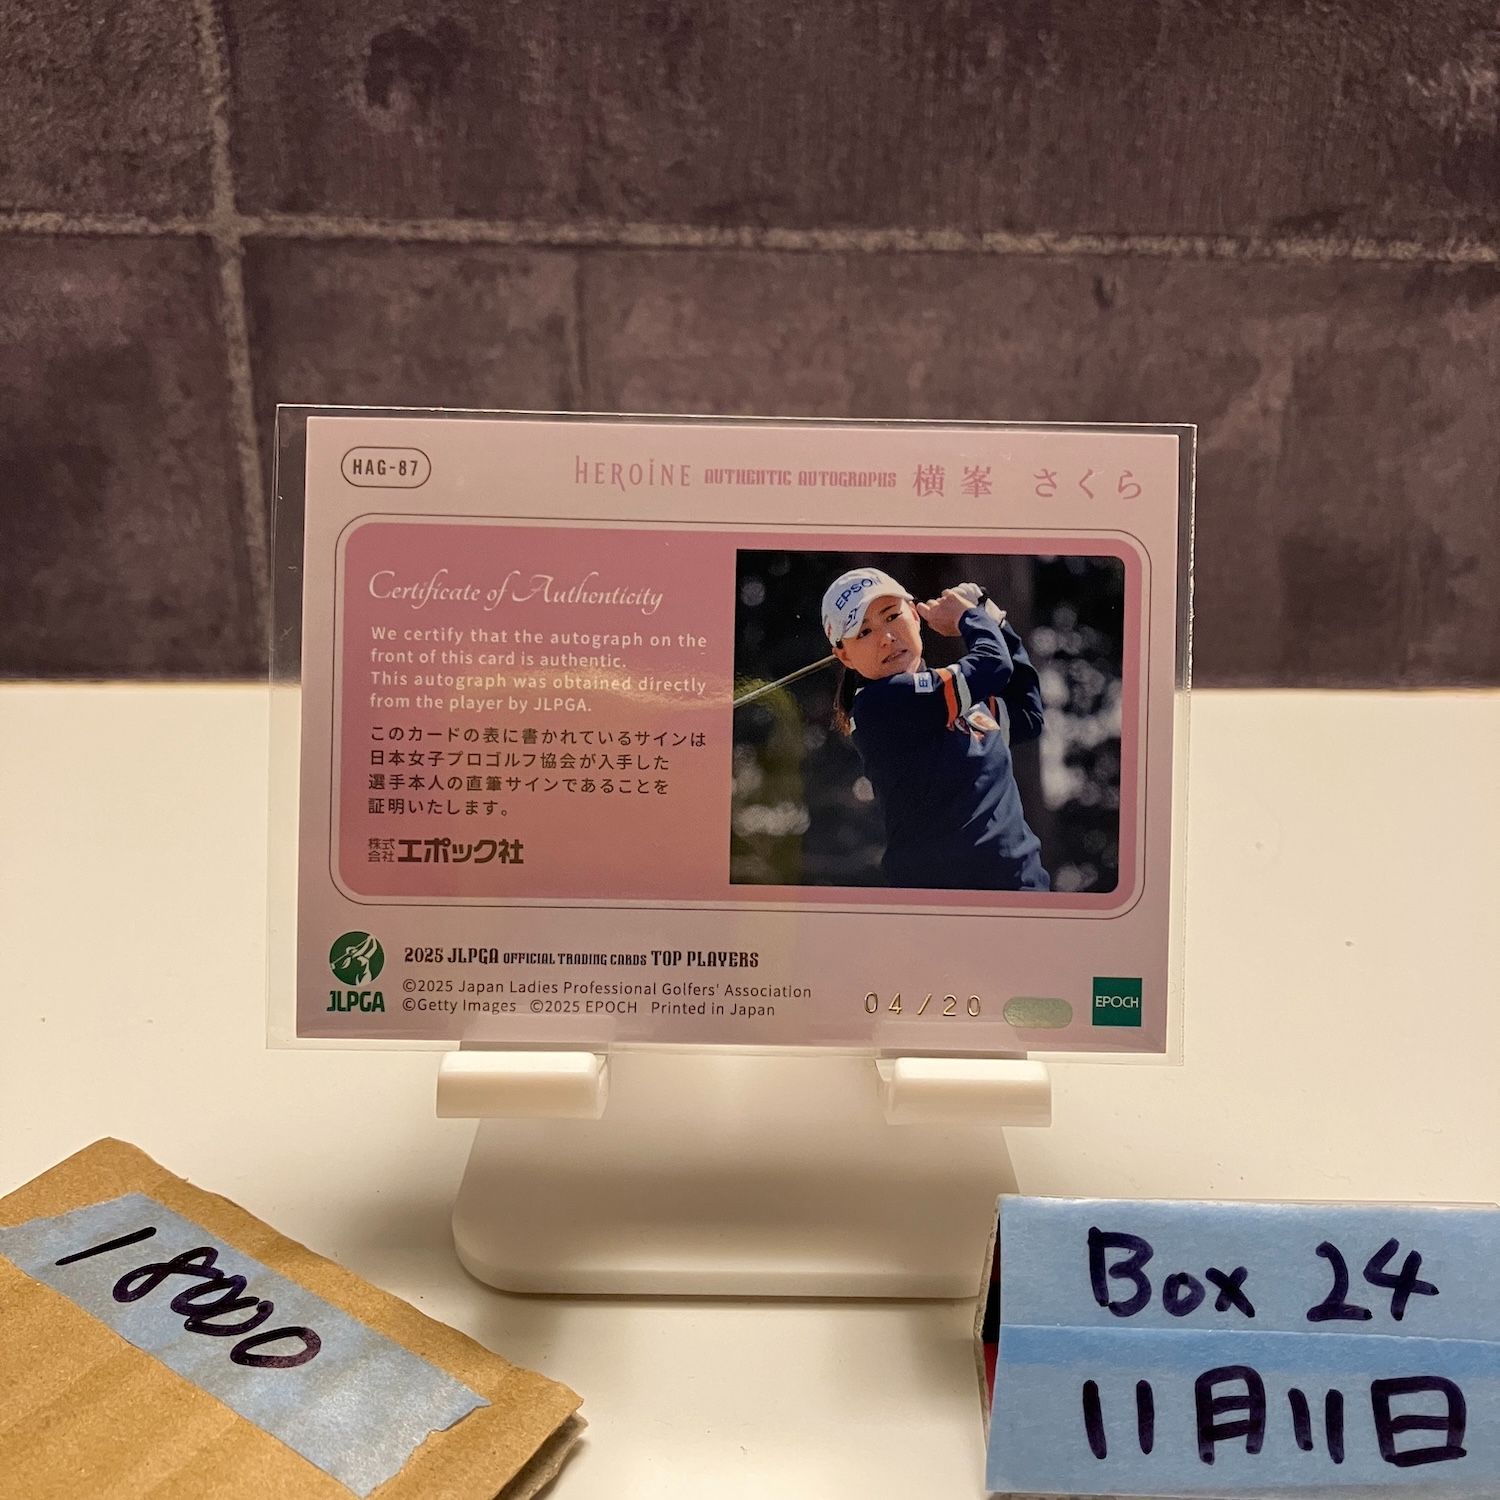 HAG-87
HEROINE AUTHENTIC AUTOGRAPHS 横峯 さくら
Certificate of Authenticity
We certify that the autograph on the
front of this card is authentic.
This autograph was obtained directly
from the player by JLPGA.
このカードの表に書かれているサインは
日本女子プロゴルフ協会が入手した
選手本人の直筆サインであることを
証明いたします。
株式会社エポック社
EPSON
JLPGA
2025 JLPGA OFFICIAL TRADING CARDS TOP PLAYERS
©2025 Japan Ladies Professional Golfers' Association
©Getty Images ©2025 EPOCH Printed in Japan
04/20
EPOCH
1800
Box 24
11月11日